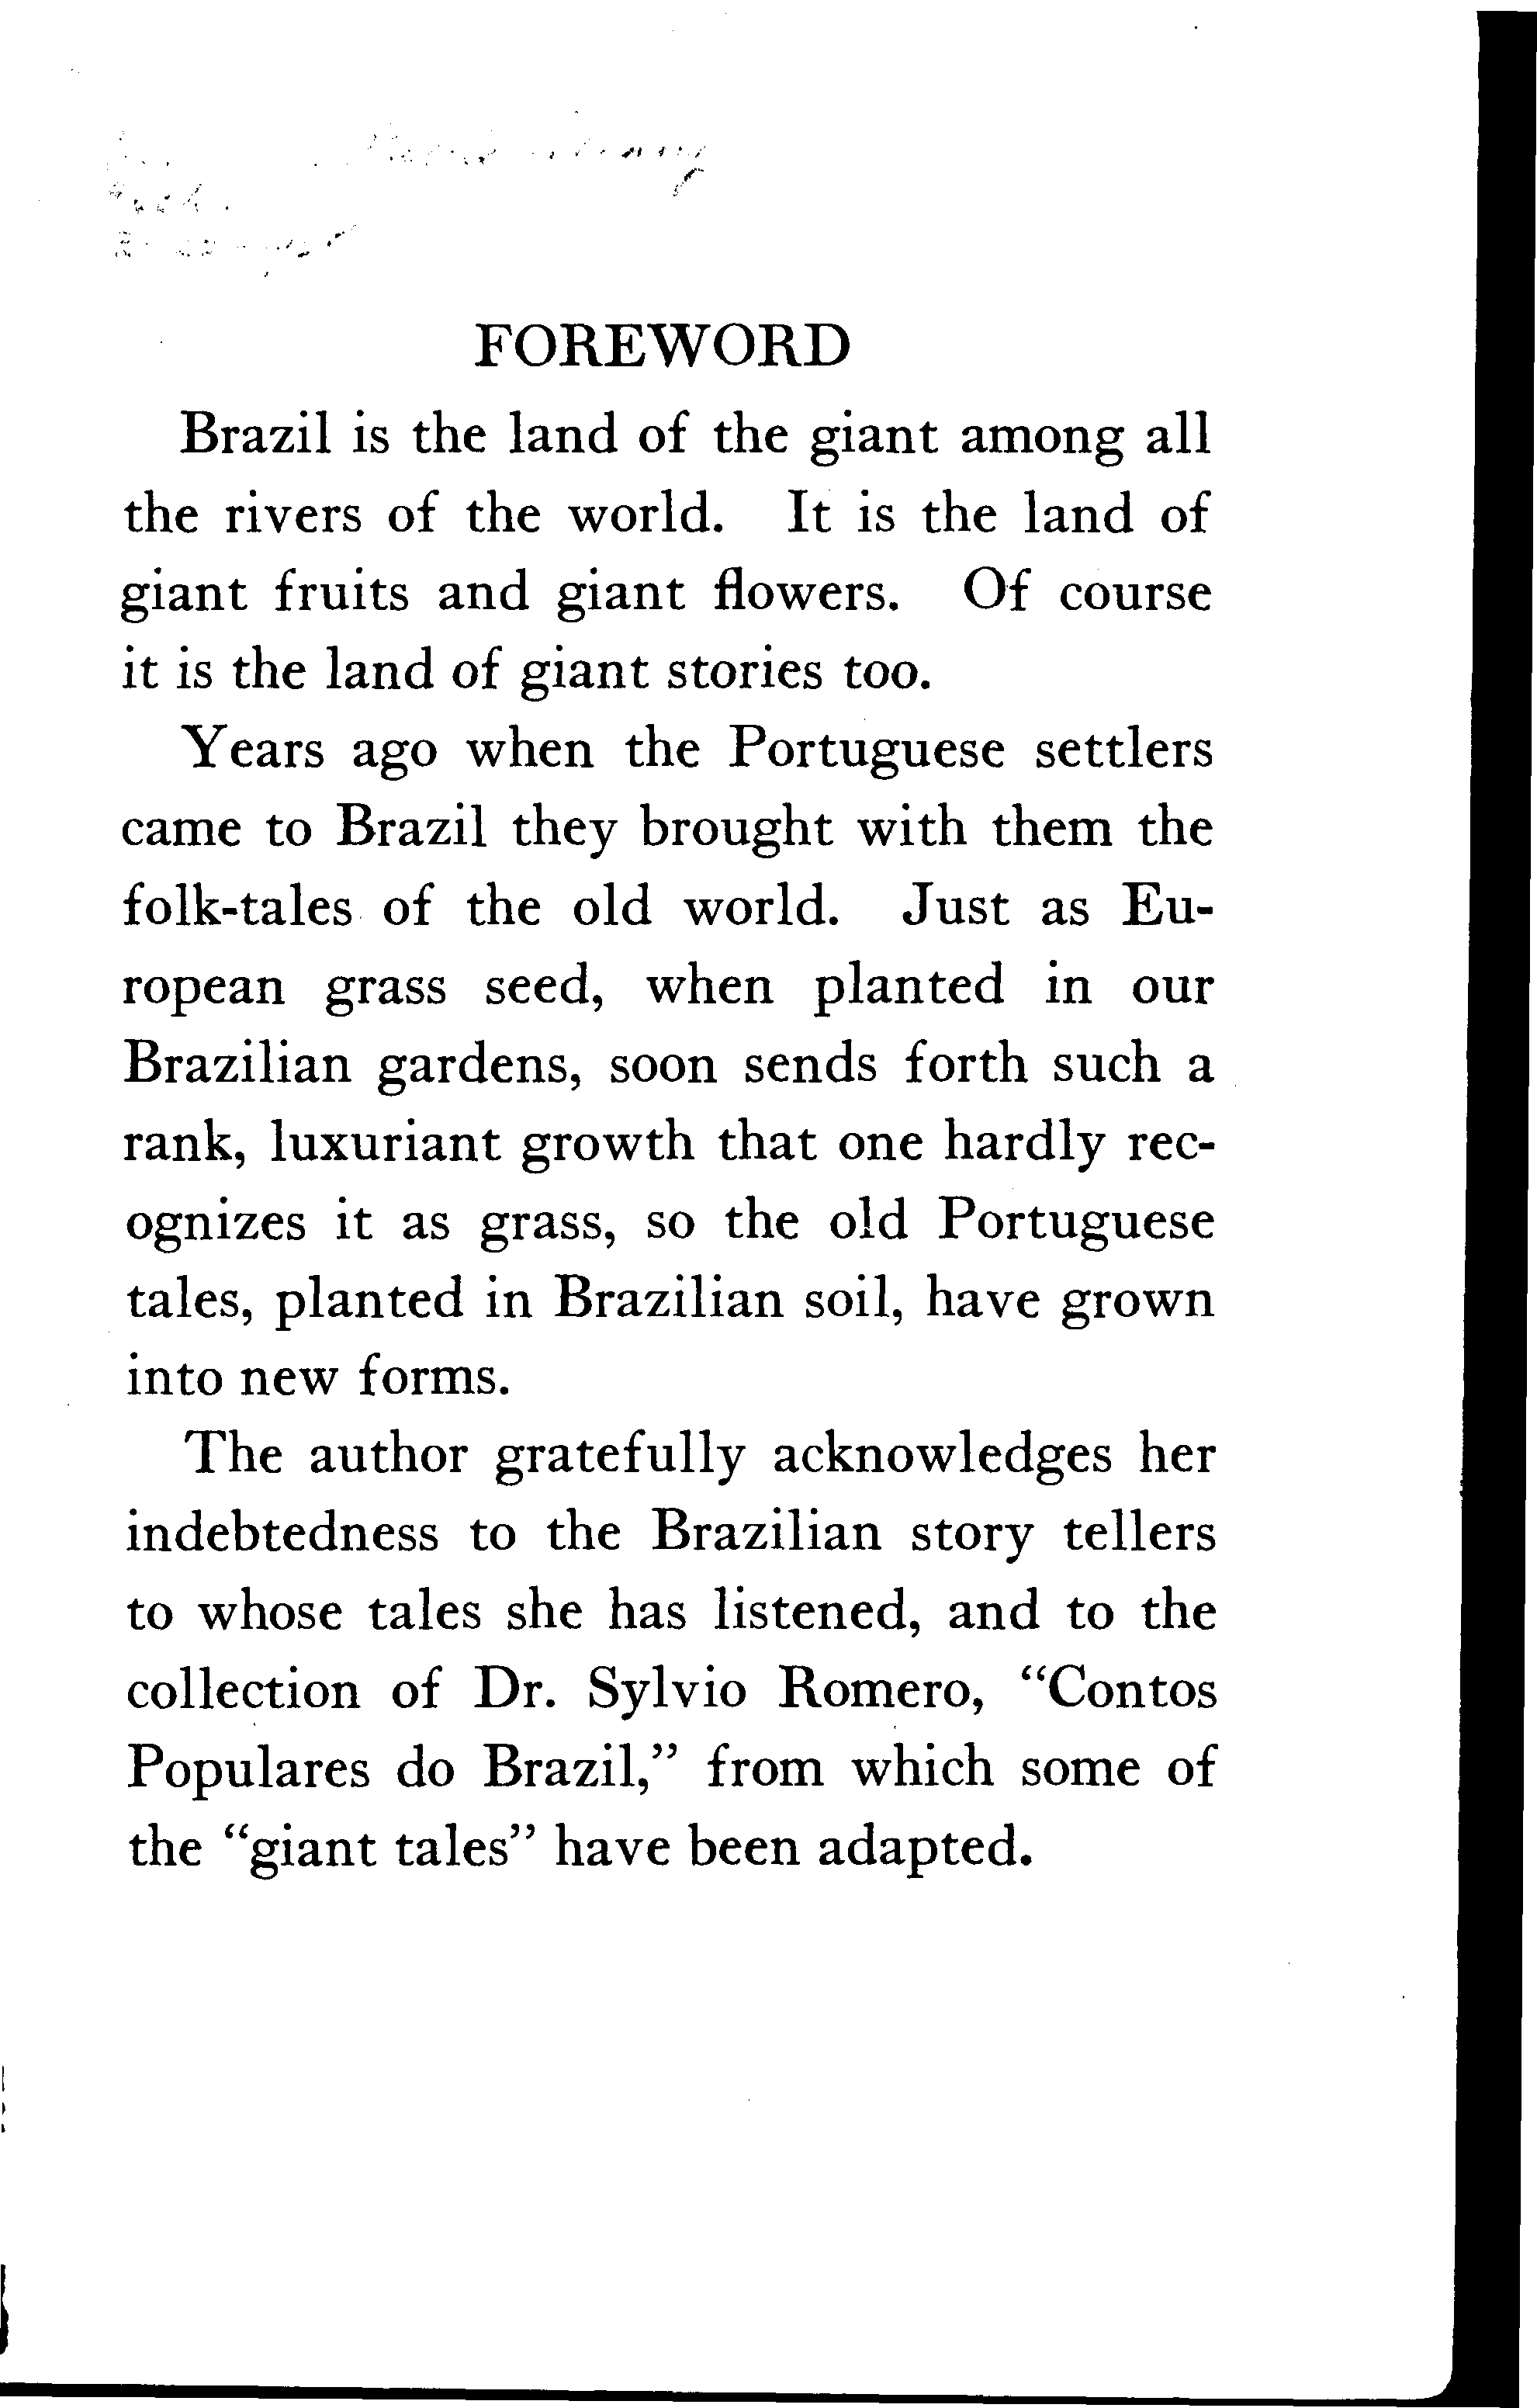 FOREWORD
Brazil is the land of the giant among all
the rivers of the world. It is the land of
giant fruits and giant flowers. Of course
it is the land of giant stories too.
Years ago when the Portuguese settlers
came to Brazil they brought with them the
folk-tales of the old world. Just as Eu-
ropean grass seed, when planted in our
Brazilian gardens, soon sends forth such a
rank, luxuriant growth that one hardly rec-
ognizes it as grass, so the old Portuguese
tales, planted in Brazilian soil, have grown
into new forms.
The author gratefully acknowledges her
indebtedness to the Brazilian story tellers
to whose tales she has listened, and to the
collection of Dr. Sylvio Romero, “Contos
Populares do Brazil,” from which some of
the “giant tales” have been adapted.